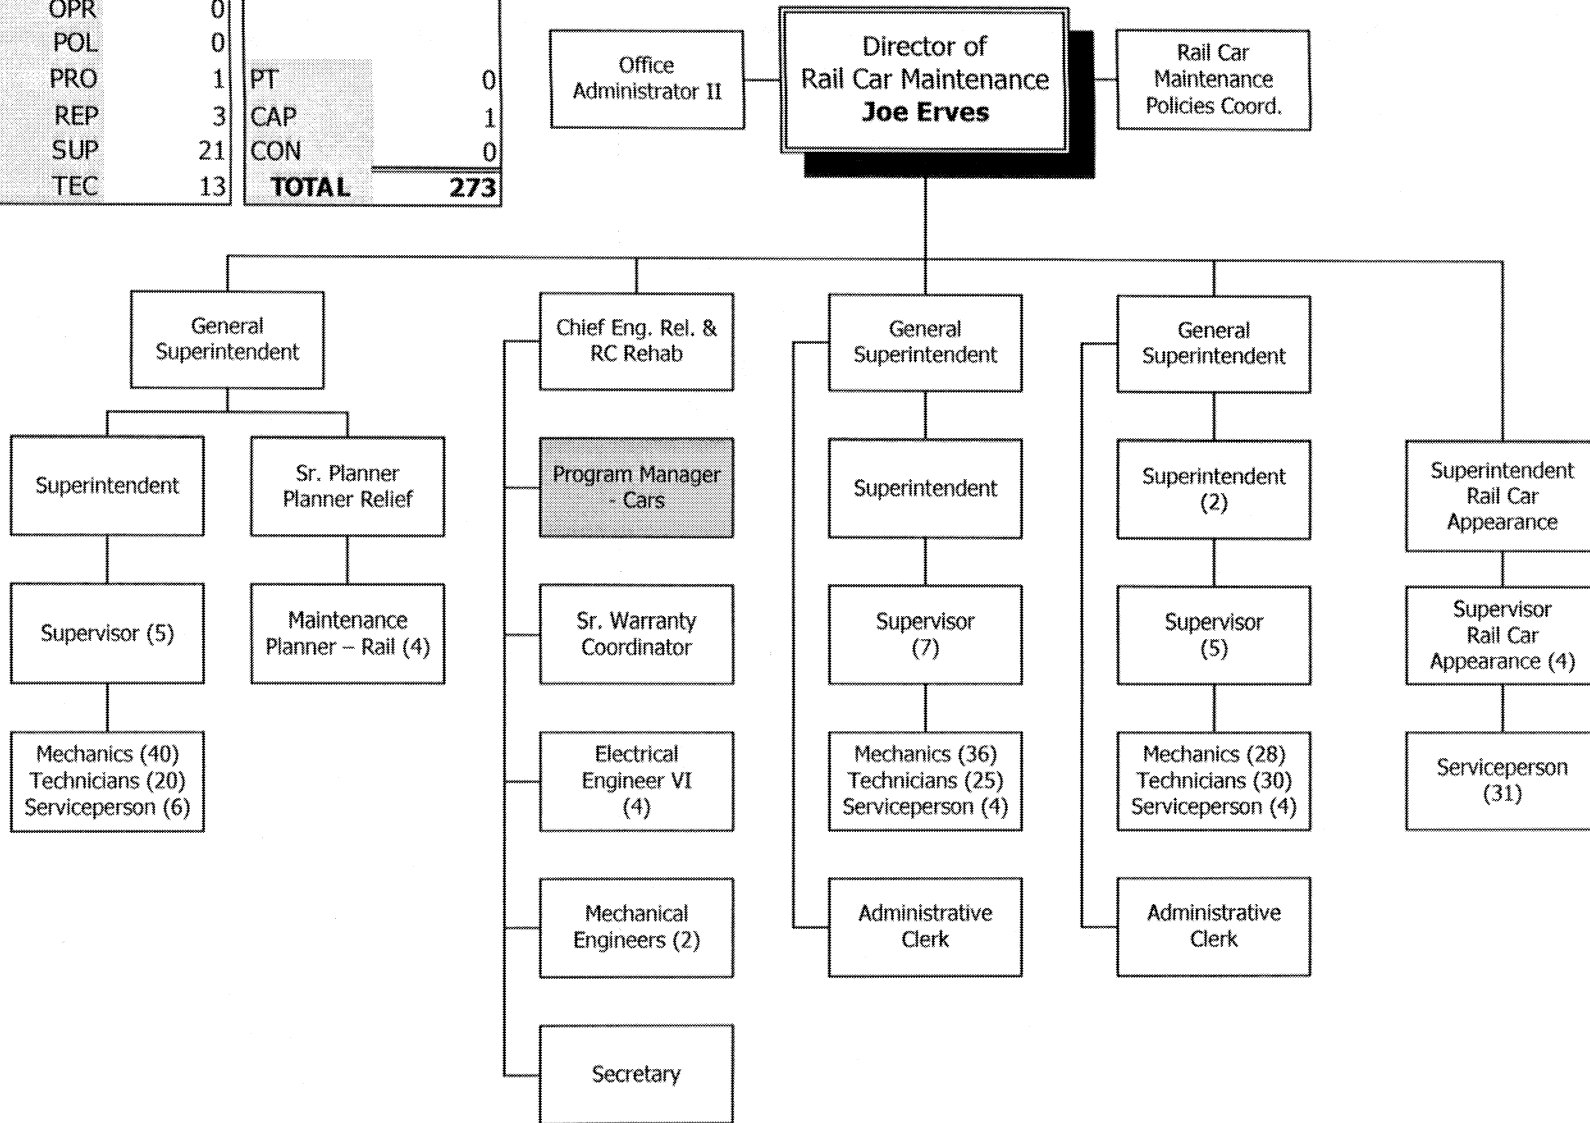 OPR 0
POL 0
PRO 1 PT 0
REP 3 CAP 1
SUP 21 CON 0
TEC 13 TOTAL 273
Office
Administrator II
Director of
Rail Car Maintenance
Joe Erves
Rail Car
Maintenance
Policies Coord.
General
Superintendent
Chief Eng. Rel. &
RC Rehab
General
Superintendent
General
Superintendent
Superintendent
Sr. Planner
Planner Relief
Program Manager
- Cars
Superintendent
Superintendent
(2)
Superintendent
Rail Car
Appearance
Supervisor (5)
Maintenance
Planner – Rail (4)
Sr. Warranty
Coordinator
Supervisor
(7)
Supervisor
(5)
Supervisor
Rail Car
Appearance (4)
Mechanics (40)
Technicians (20)
Serviceperson (6)
Electrical
Engineer VI
(4)
Mechanics (36)
Technicians (25)
Serviceperson (4)
Mechanics (28)
Technicians (30)
Serviceperson (4)
Serviceperson
(31)
Mechanical
Engineers (2)
Administrative
Clerk
Administrative
Clerk
Secretary